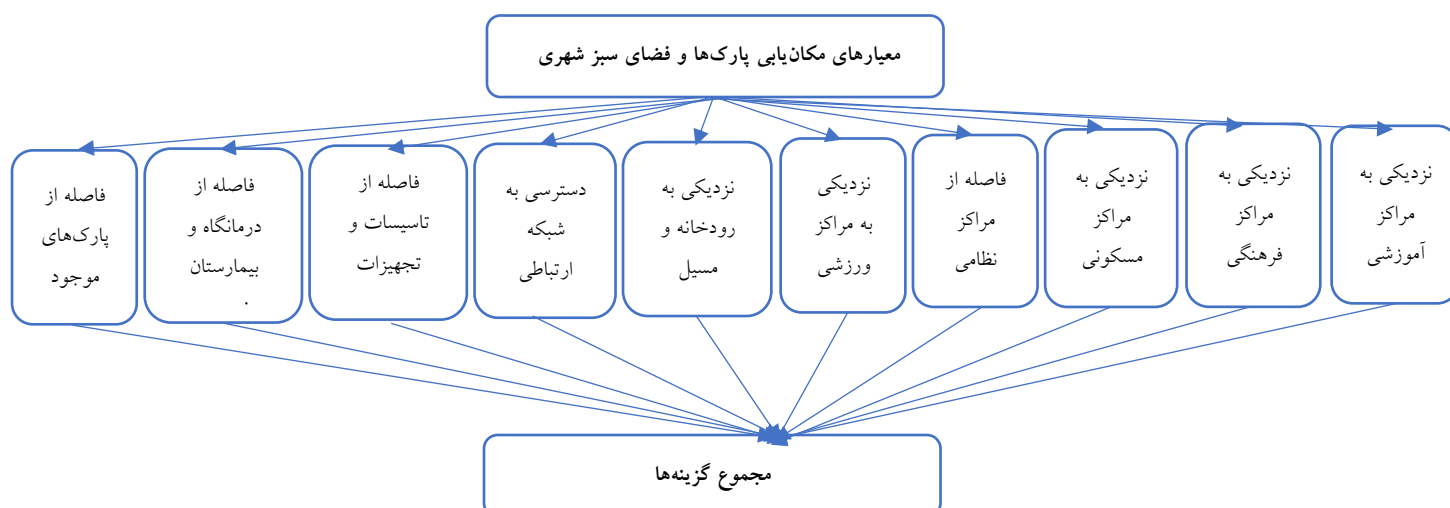 معیارهای مکان‌یابی پارک‌ها و فضای سبز شهری
نزدیکی به
مراکز
آموزشی
نزدیکی به
مراکز
فرهنگی
نزدیکی به
مراکز
مسکونی
فاصله از
مراکز
نظامی
نزدیکی
به مراکز
ورزشی
نزدیکی به
رودخانه و
مسیل
دسترسی به
شبکه
ارتباطی
فاصله از
تاسیسات و
تجهیزات
فاصله از
درمانگاه و
بیمارستان
.
فاصله از
پارک‌های
موجود
مجموع گزینه‌ها